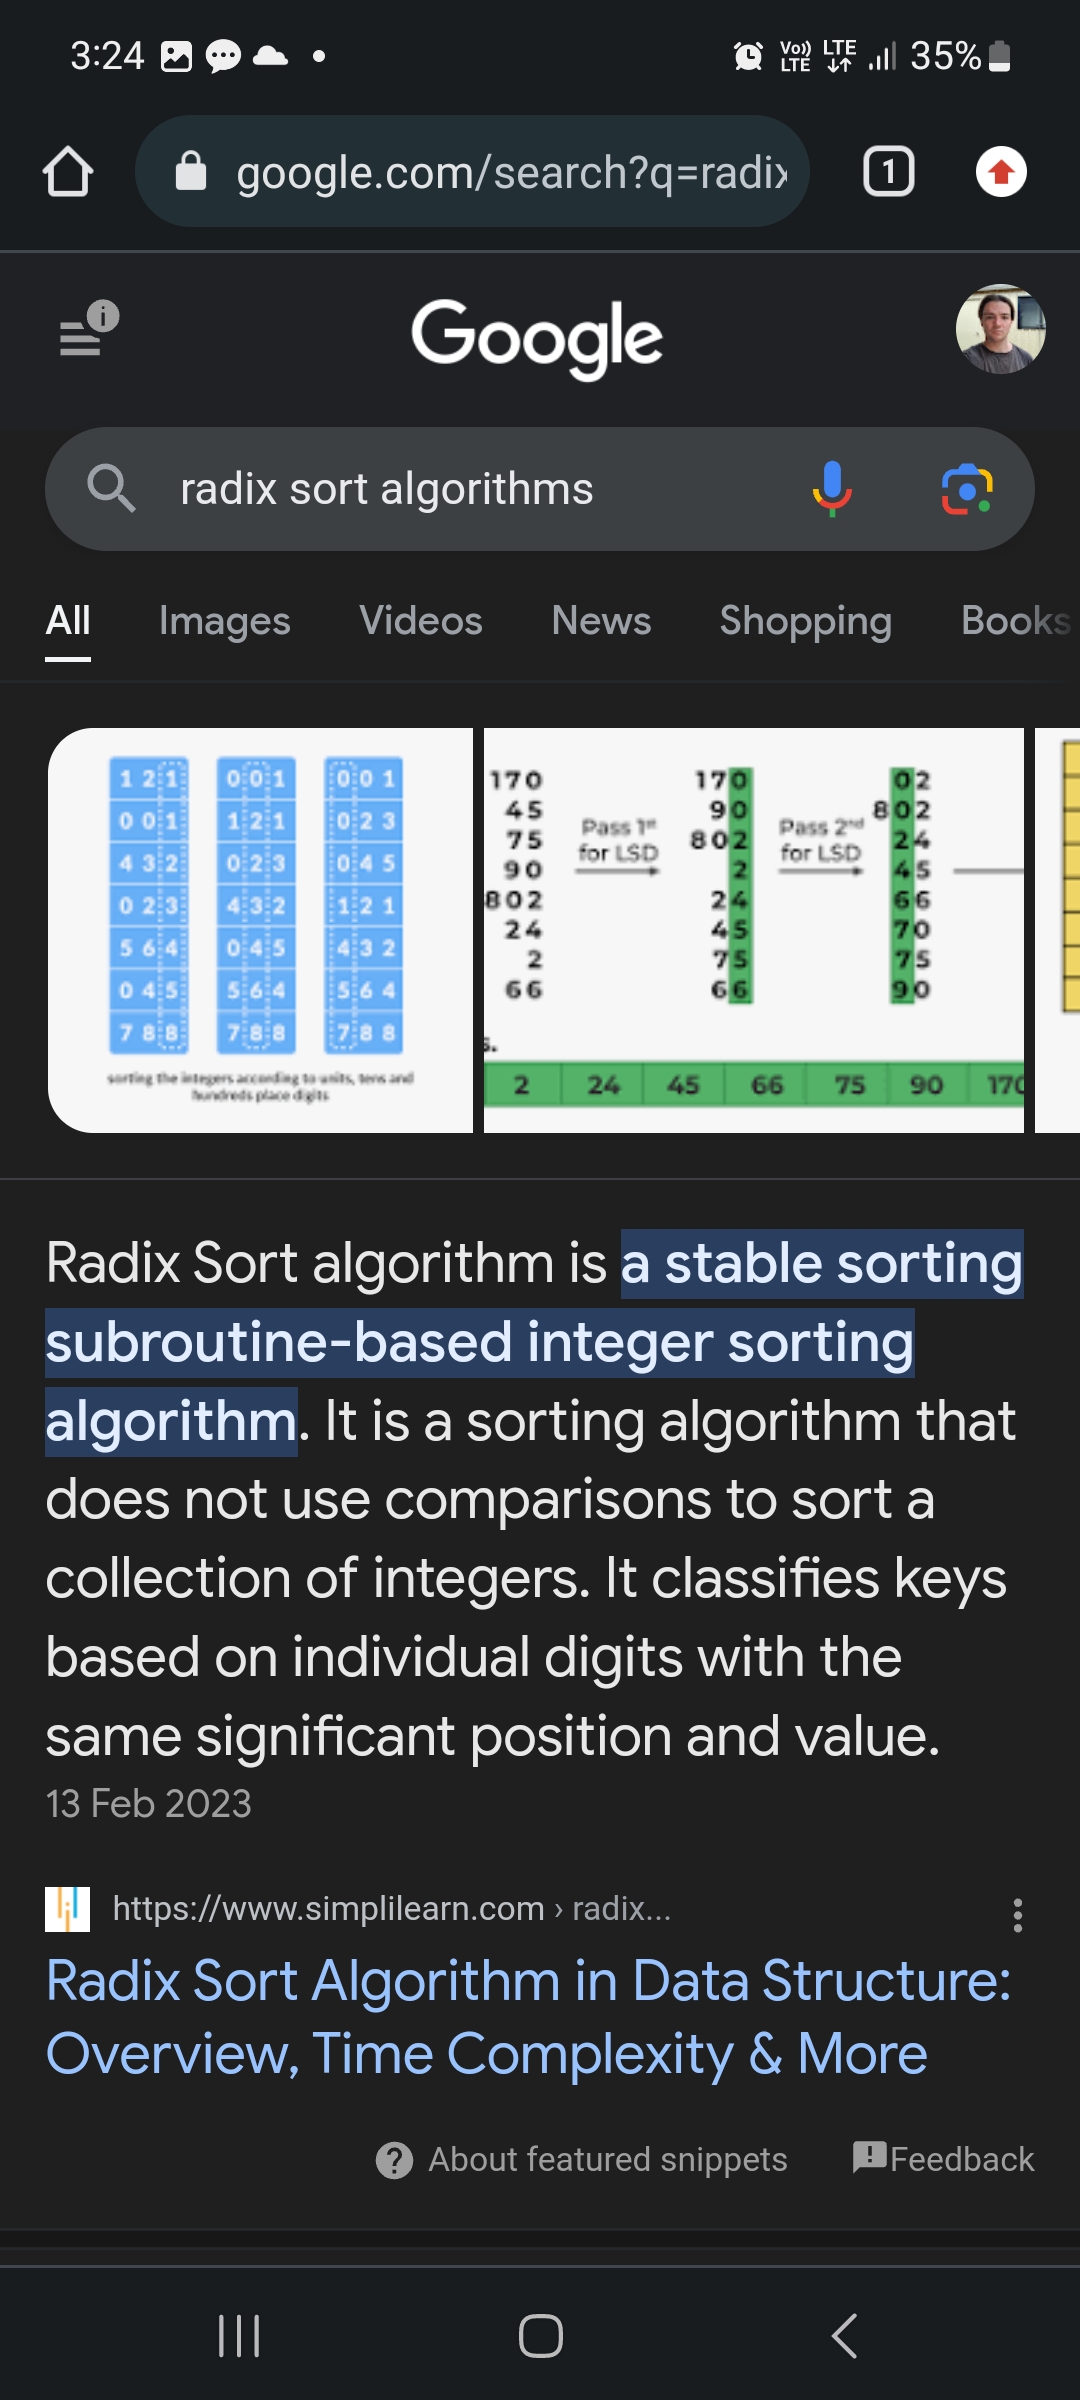 3:24
Vo)) LTE
LTE
35%
google.com/search?q=radix
1
Google
radix sort algorithms
All Images Videos News Shopping Books
1 2 1 0 0 1 0 0 1
0 0 1 1 2 1 0 2 3
4 3 2 0 2 3 0 4 5
0 2 3 4 3 2 1 2 1
5 6 4 0 4 5 4 3 2
0 4 5 5 6 4 5 6 4
7 8 8 7 8 8 7 8 8
sorting the integers according to units, tens and
hundreds place digits
170 170 02
45 90 802
75 Pass 1st for LSD 802 Pass 2nd for LSD 24
90 2 45
802 24 66
24 45 70
2 75 75
66 66 90
s.
2 24 45 66 75 90 170
Radix Sort algorithm is a stable sorting
subroutine-based integer sorting
algorithm. It is a sorting algorithm that
does not use comparisons to sort a
collection of integers. It classifies keys
based on individual digits with the
same significant position and value.
13 Feb 2023
https://www.simplilearn.com › radix...
Radix Sort Algorithm in Data Structure:
Overview, Time Complexity & More
About featured snippets
Feedback